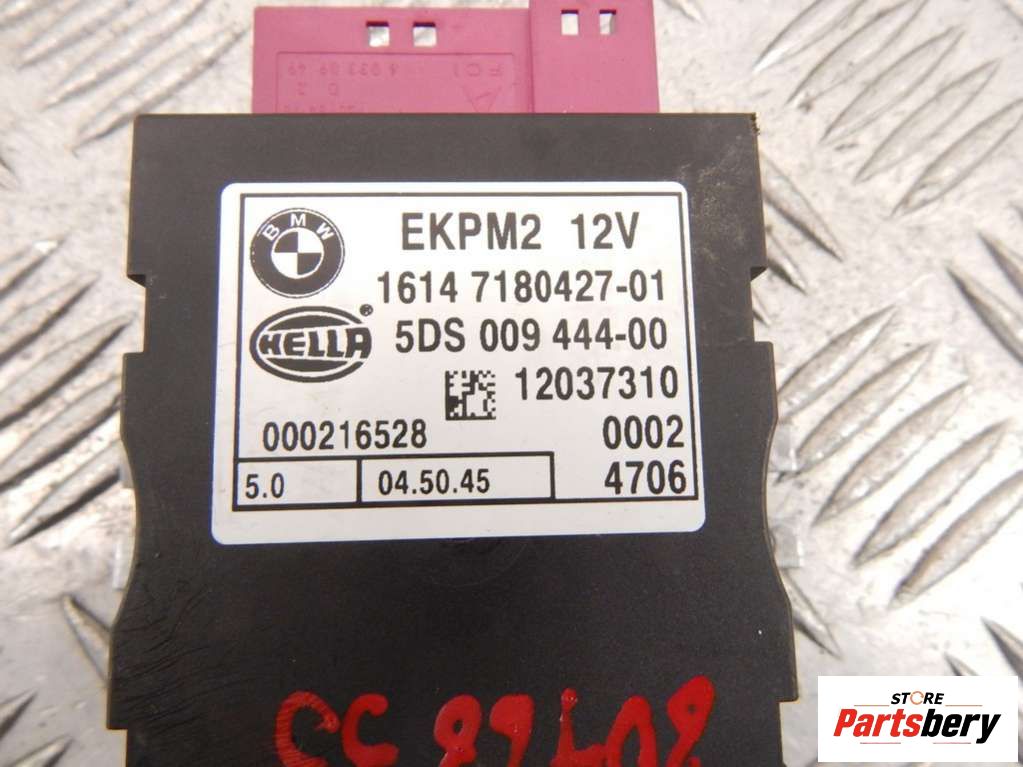 BMW
EKPM2 12V
1614 7180427-01
HELLA ®
5DS 009 444-00
12037310
000216528
0002
5.0
04.50.45
4706
STORE
Partsbery